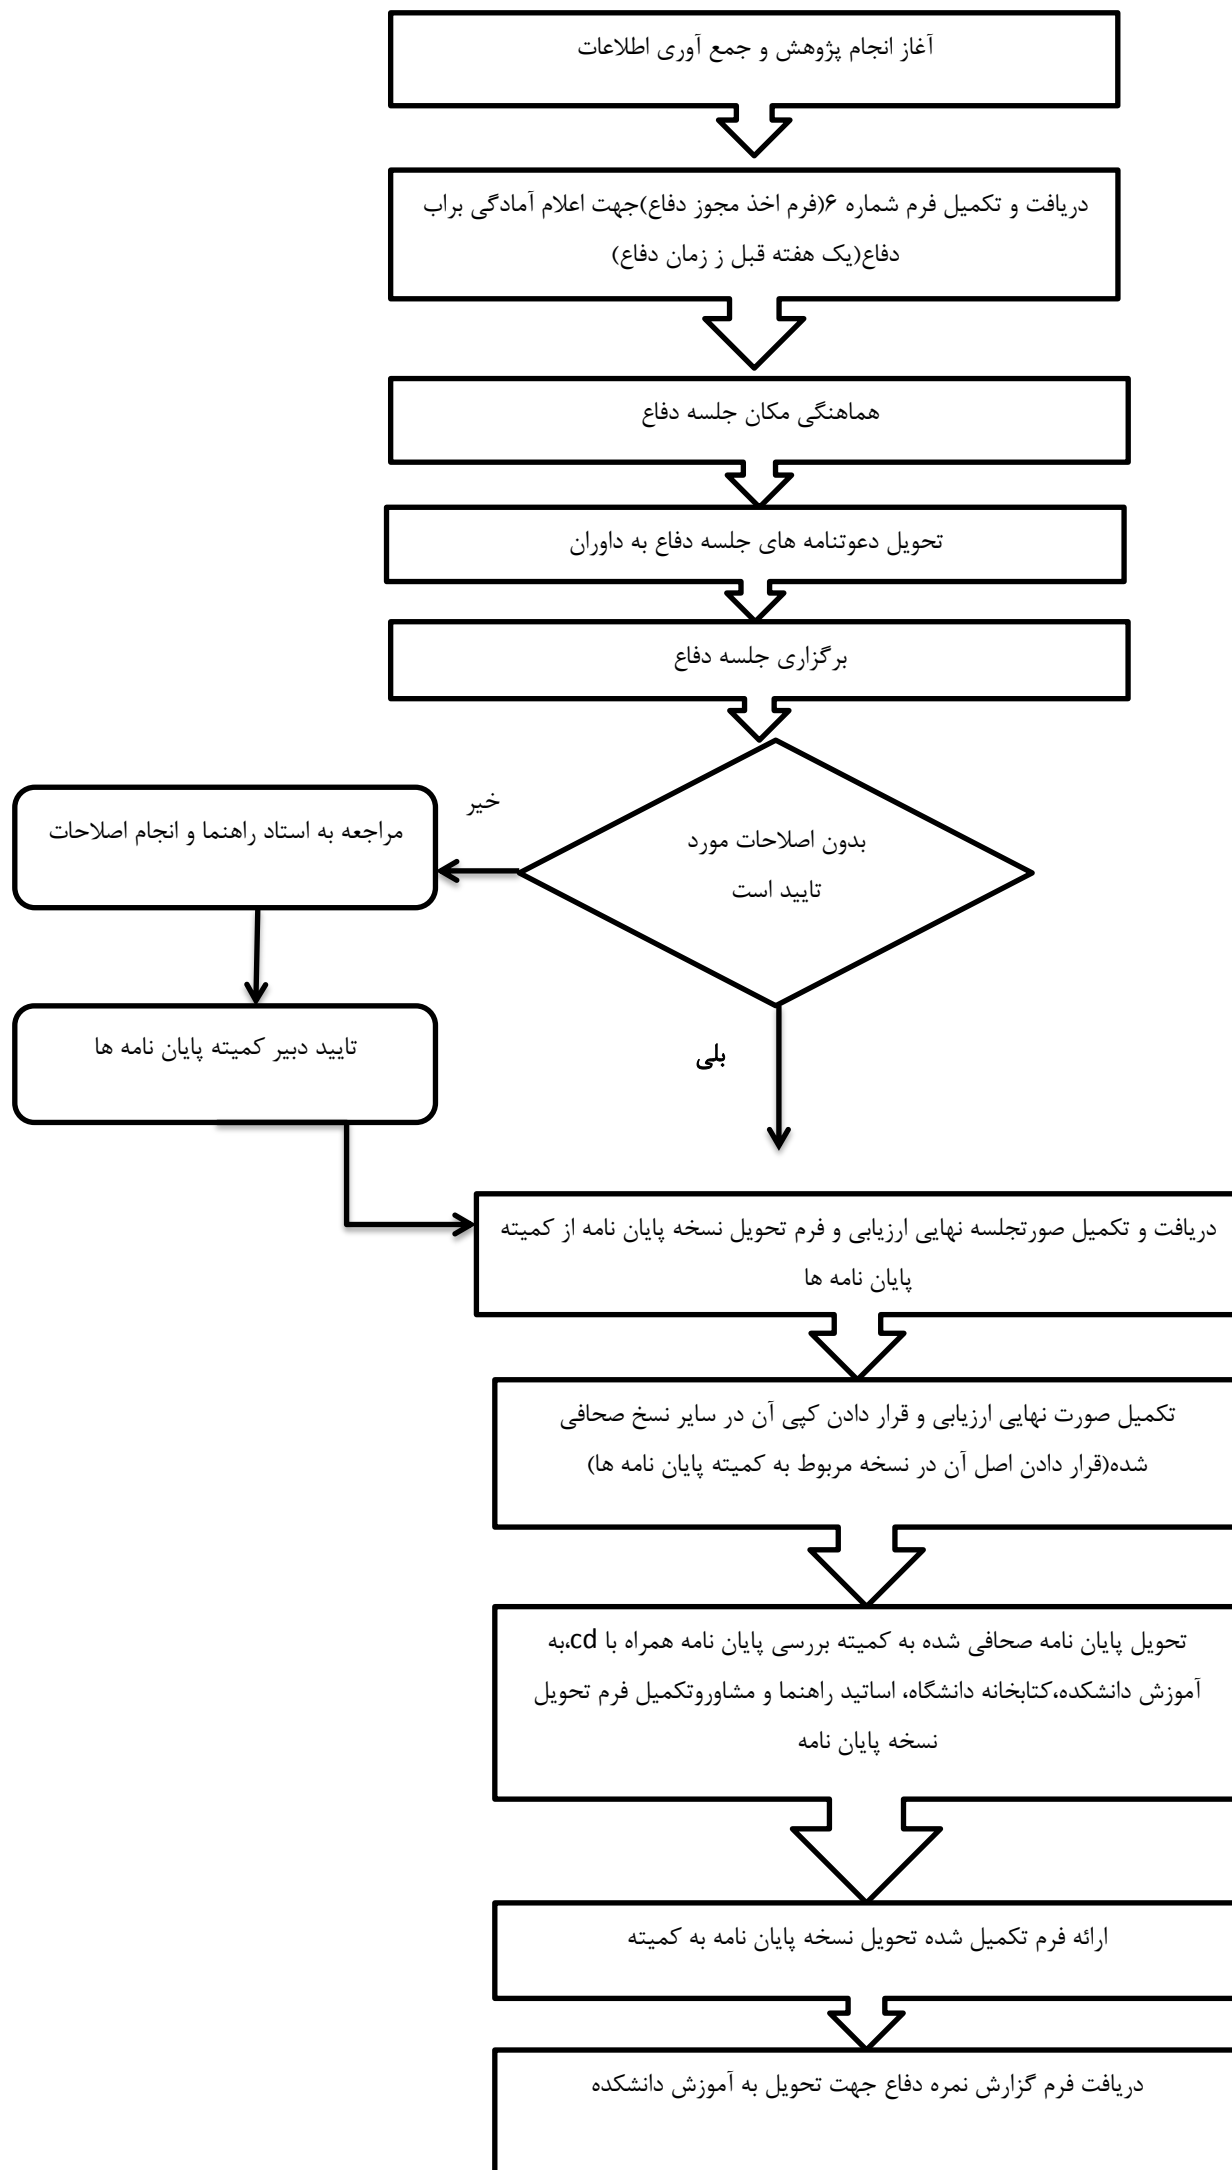 آغاز انجام پژوهش و جمع آوری اطلاعات
دریافت و تکمیل فرم شماره ۶(فرم اخذ مجوز دفاع)جهت اعلام آمادگی براب
دفاع(یک هفته قبل ز زمان دفاع)
هماهنگی مکان جلسه دفاع
تحویل دعوتنامه های جلسه دفاع به داوران
برگزاری جلسه دفاع
بدون اصلاحات مورد
تایید است
خیر
مراجعه به استاد راهنما و انجام اصلاحات
تایید دبیر کمیته پایان نامه ها
بلی
دریافت و تکمیل صورتجلسه نهایی ارزیابی و فرم تحویل نسخه پایان نامه از کمیته
پایان نامه ها
تکمیل صورت نهایی ارزیابی و قرار دادن کپی آن در سایر نسخ صحافی
شده(قرار دادن اصل آن در نسخه مربوط به کمیته پایان نامه ها)
تحویل پایان نامه صحافی شده به کمیته بررسی پایان نامه همراه با cd،به
آموزش دانشکده،کتابخانه دانشگاه، اساتید راهنما و مشاوروتکمیل فرم تحویل
نسخه پایان نامه
ارائه فرم تکمیل شده تحویل نسخه پایان نامه به کمیته
دریافت فرم گزارش نمره دفاع جهت تحویل به آموزش دانشکده